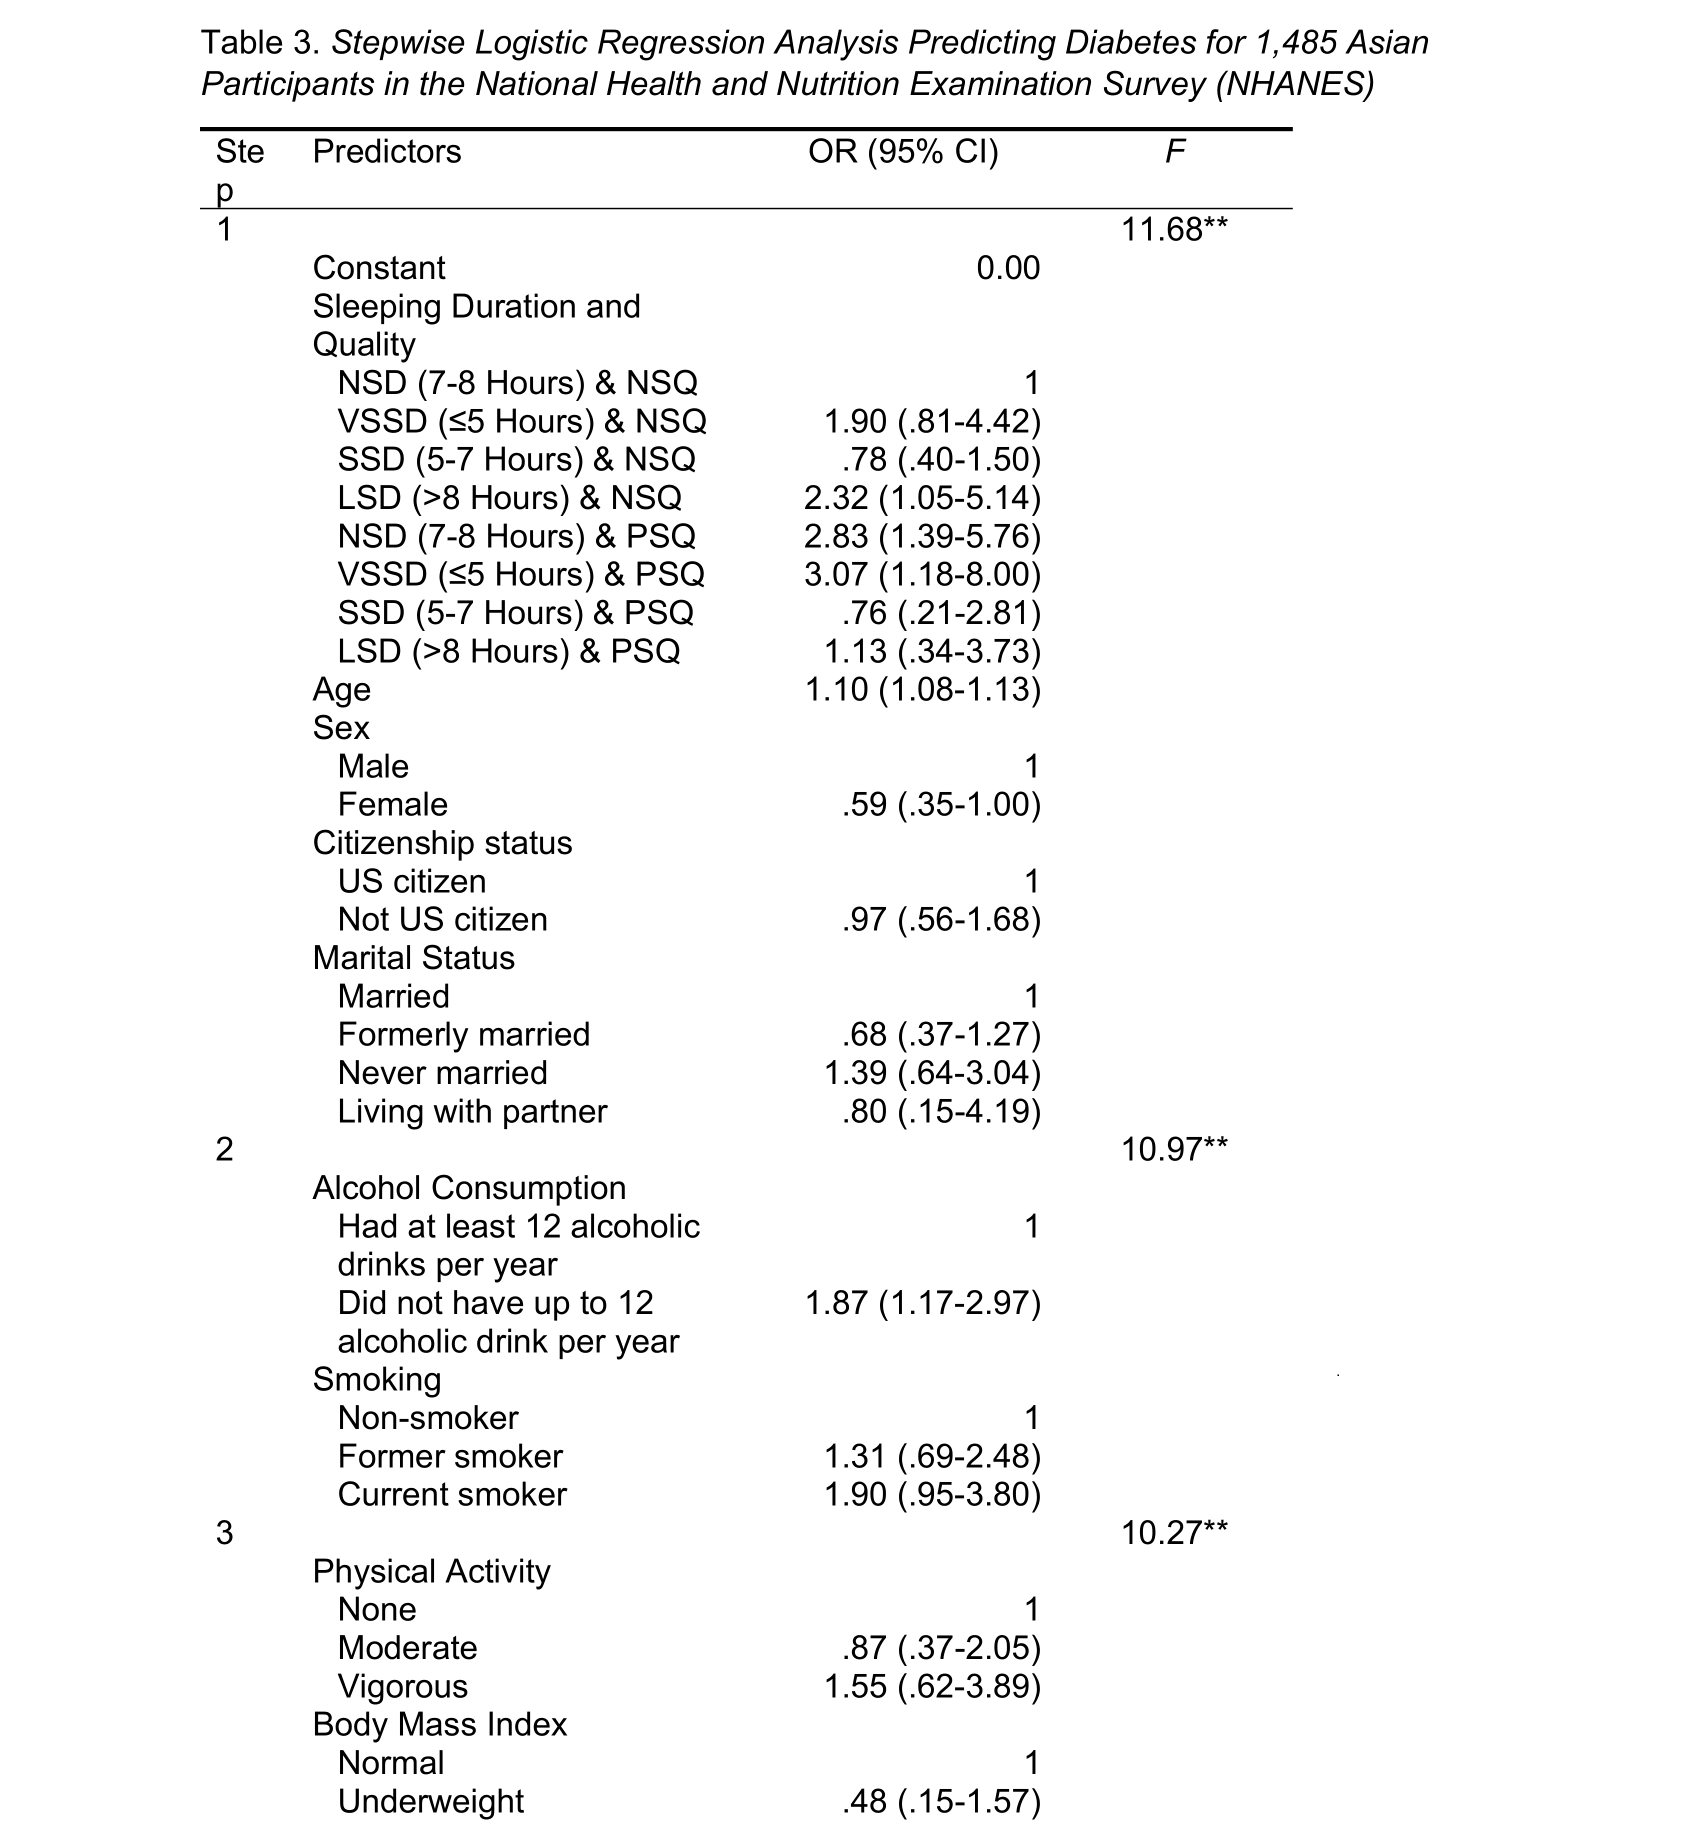 Table 3. Stepwise Logistic Regression Analysis Predicting Diabetes for 1,485 Asian
Participants in the National Health and Nutrition Examination Survey (NHANES)
Ste Predictors OR (95% CI) F
p
1 11.68**
Constant 0.00
Sleeping Duration and
Quality
NSD (7-8 Hours) & NSQ 1
VSSD (≤5 Hours) & NSQ 1.90 (.81-4.42)
SSD (5-7 Hours) & NSQ .78 (.40-1.50)
LSD (>8 Hours) & NSQ 2.32 (1.05-5.14)
NSD (7-8 Hours) & PSQ 2.83 (1.39-5.76)
VSSD (≤5 Hours) & PSQ 3.07 (1.18-8.00)
SSD (5-7 Hours) & PSQ .76 (.21-2.81)
LSD (>8 Hours) & PSQ 1.13 (.34-3.73)
Age 1.10 (1.08-1.13)
Sex
Male 1
Female .59 (.35-1.00)
Citizenship status
US citizen 1
Not US citizen .97 (.56-1.68)
Marital Status
Married 1
Formerly married .68 (.37-1.27)
Never married 1.39 (.64-3.04)
Living with partner .80 (.15-4.19)
2 10.97**
Alcohol Consumption
Had at least 12 alcoholic 1
drinks per year
Did not have up to 12 1.87 (1.17-2.97)
alcoholic drink per year
Smoking
Non-smoker 1
Former smoker 1.31 (.69-2.48)
Current smoker 1.90 (.95-3.80)
3 10.27**
Physical Activity
None 1
Moderate .87 (.37-2.05)
Vigorous 1.55 (.62-3.89)
Body Mass Index
Normal 1
Underweight .48 (.15-1.57)